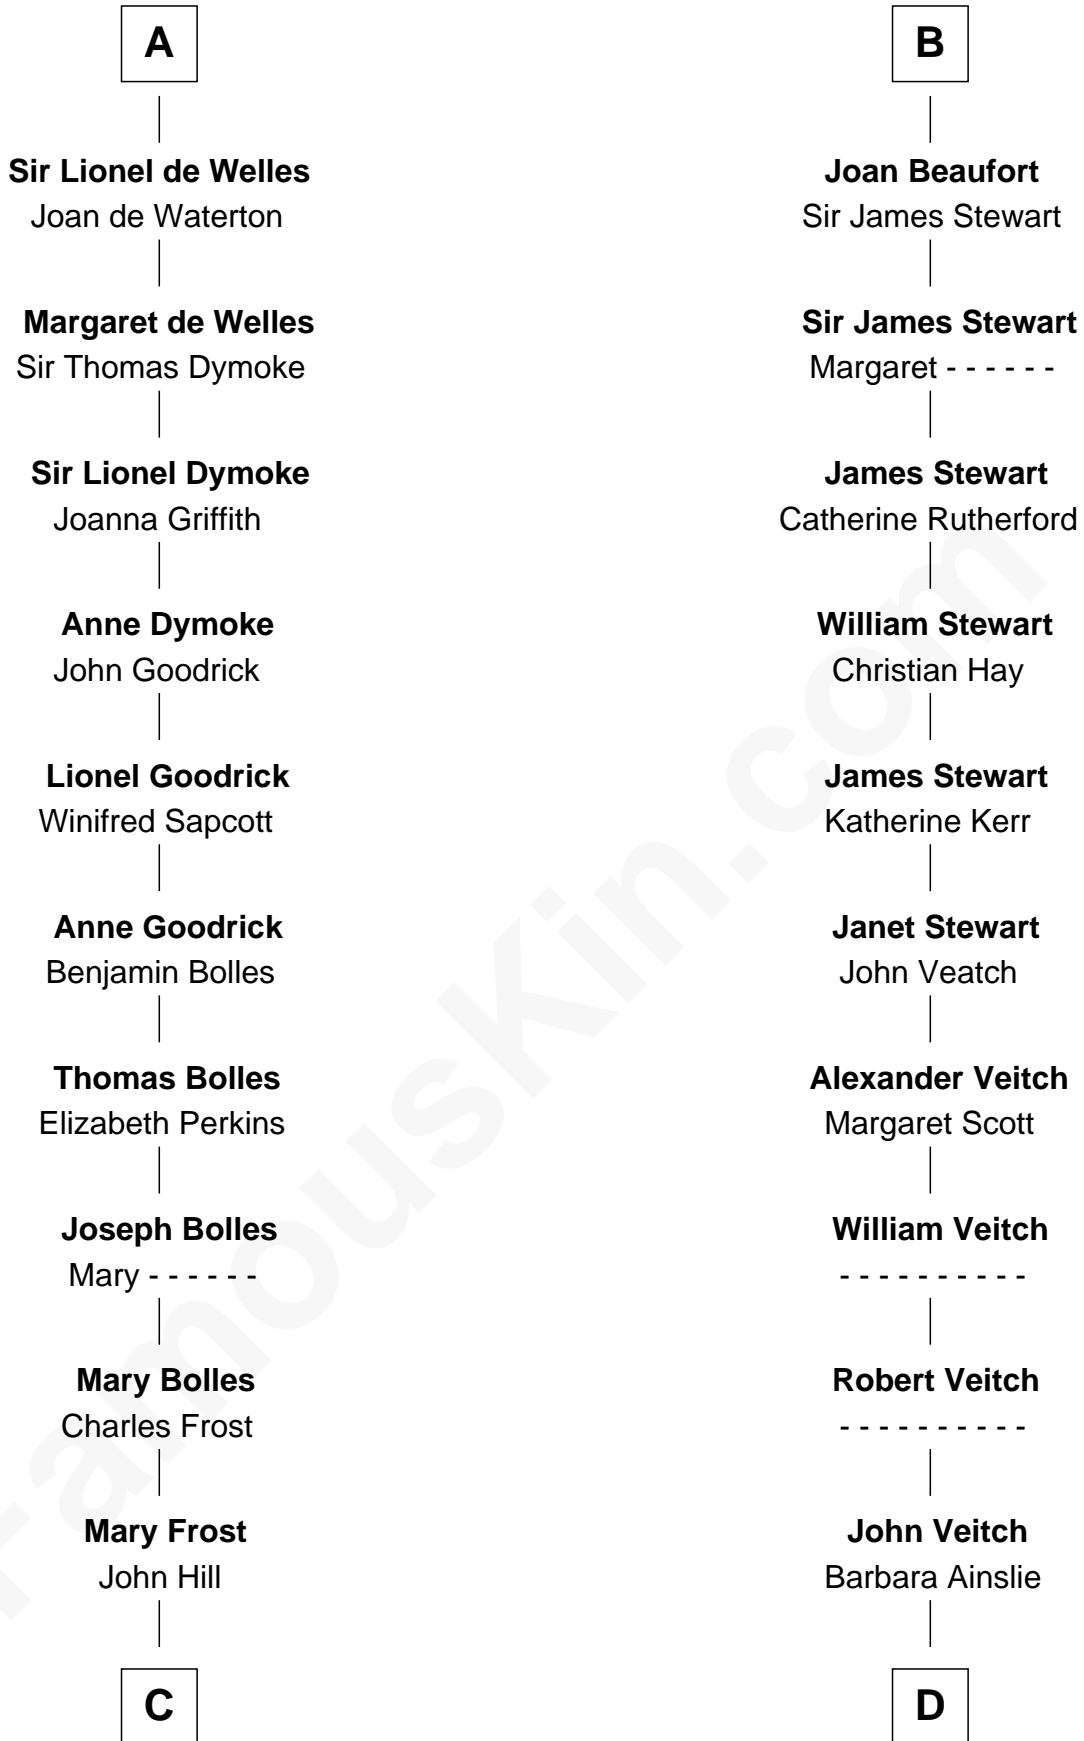 A
Sir Lionel de Welles
Joan de Waterton
Margaret de Welles
Sir Thomas Dymoke
Sir Lionel Dymoke
Joanna Griffith
Anne Dymoke
John Goodrick
Lionel Goodrick
Winifred Sapcott
Anne Goodrick
Benjamin Bolles
Thomas Bolles
Elizabeth Perkins
Joseph Bolles
Mary - - - - - -
Mary Bolles
Charles Frost
Mary Frost
John Hill
C
B
Joan Beaufort
Sir James Stewart
Sir James Stewart
Margaret - - - - - -
James Stewart
Catherine Rutherford
William Stewart
Christian Hay
James Stewart
Katherine Kerr
Janet Stewart
John Veatch
Alexander Veitch
Margaret Scott
William Veitch
- - - - - - - - - -
Robert Veitch
- - - - - - - - - -
John Veitch
Barbara Ainslie
D
FamousKin.com